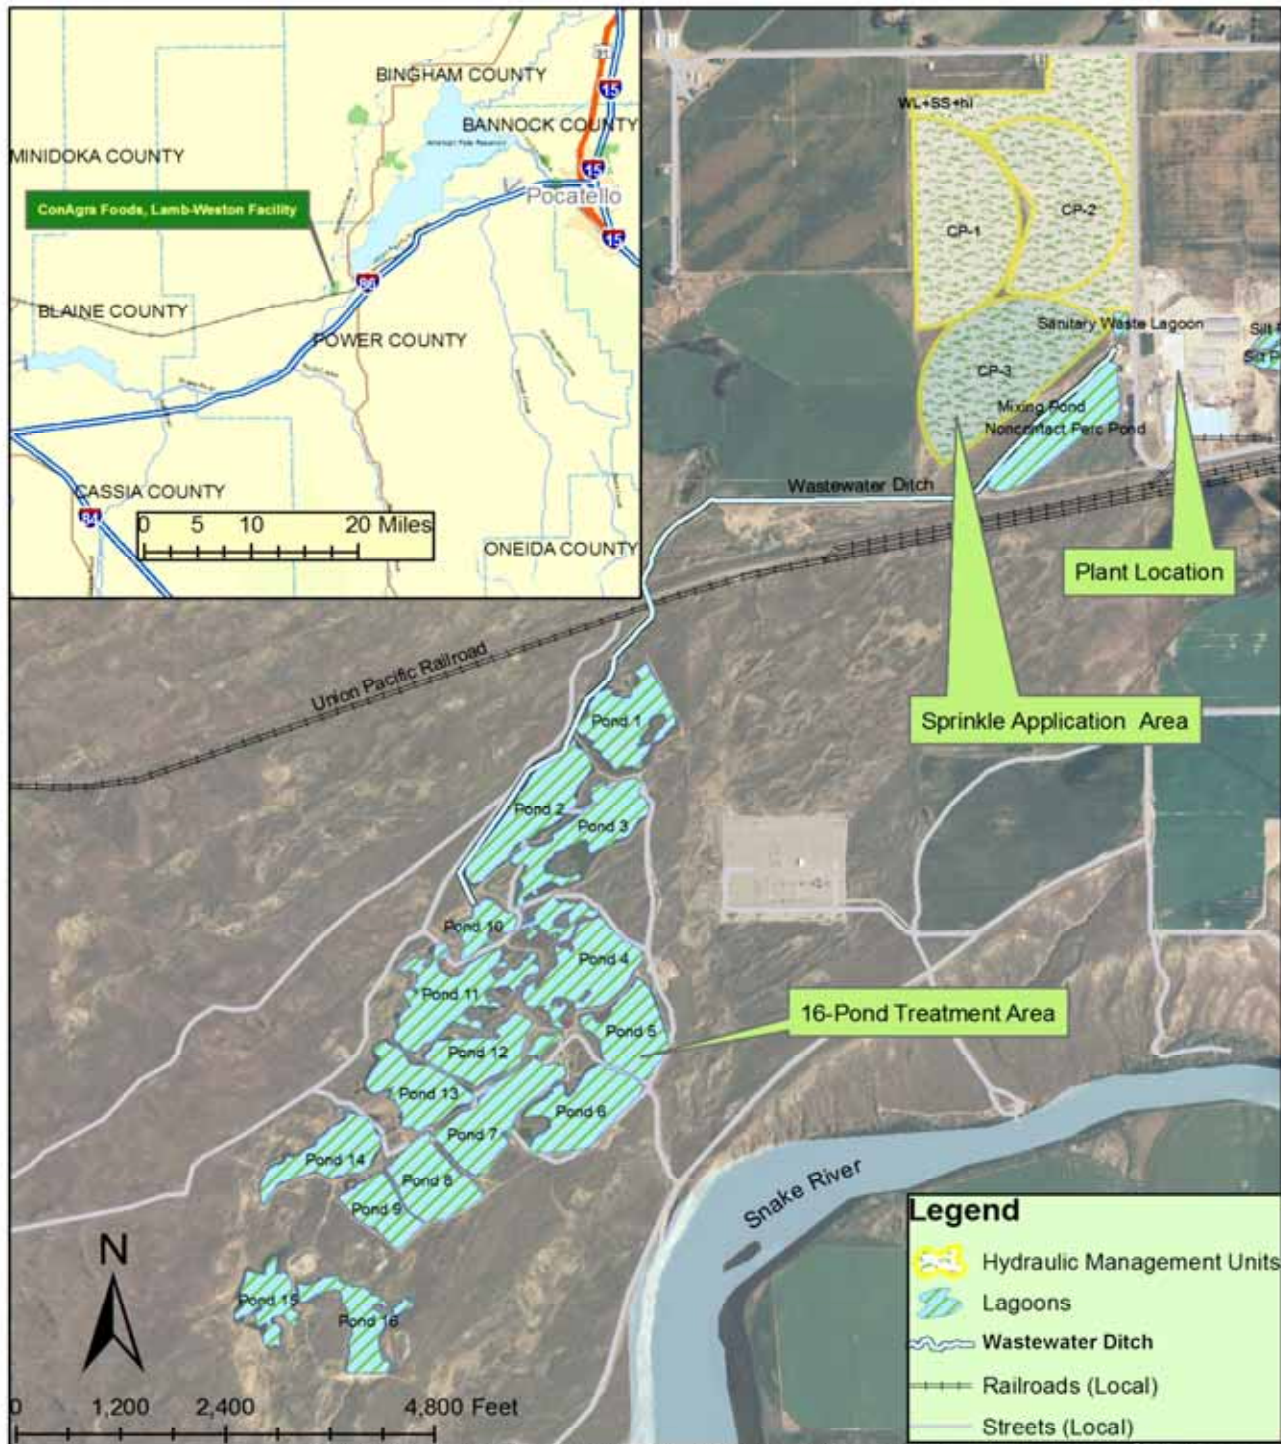 BINGHAM COUNTY
BANNOCK COUNTY
MINIDOKA COUNTY
Pocatello
ConAgra Foods, Lamb-Weston Facility
15
15
15
86
BLAINE COUNTY
POWER COUNTY
CASSIA COUNTY
84
0 5 10 20 Miles
ONEIDA COUNTY
WL+SS+hl
CP-1
CP-2
Sanitary Waste Lagoon
CP-3
Mixing Pond
Noncontact Perc Pond
Wastewater Ditch
Plant Location
Union Pacific Railroad
Sprinkle Application Area
Pond 1
Pond 2
Pond 3
Pond 10
Pond 4
Pond 11
16-Pond Treatment Area
Pond 5
Pond 12
Pond 13
Pond 6
Pond 7
Pond 14
Pond 8
Pond 9
Snake River
Pond 15
Pond 16
N
0 1,200 2,400 4,800 Feet
Legend
Hydraulic Management Units
Lagoons
Wastewater Ditch
Railroads (Local)
Streets (Local)